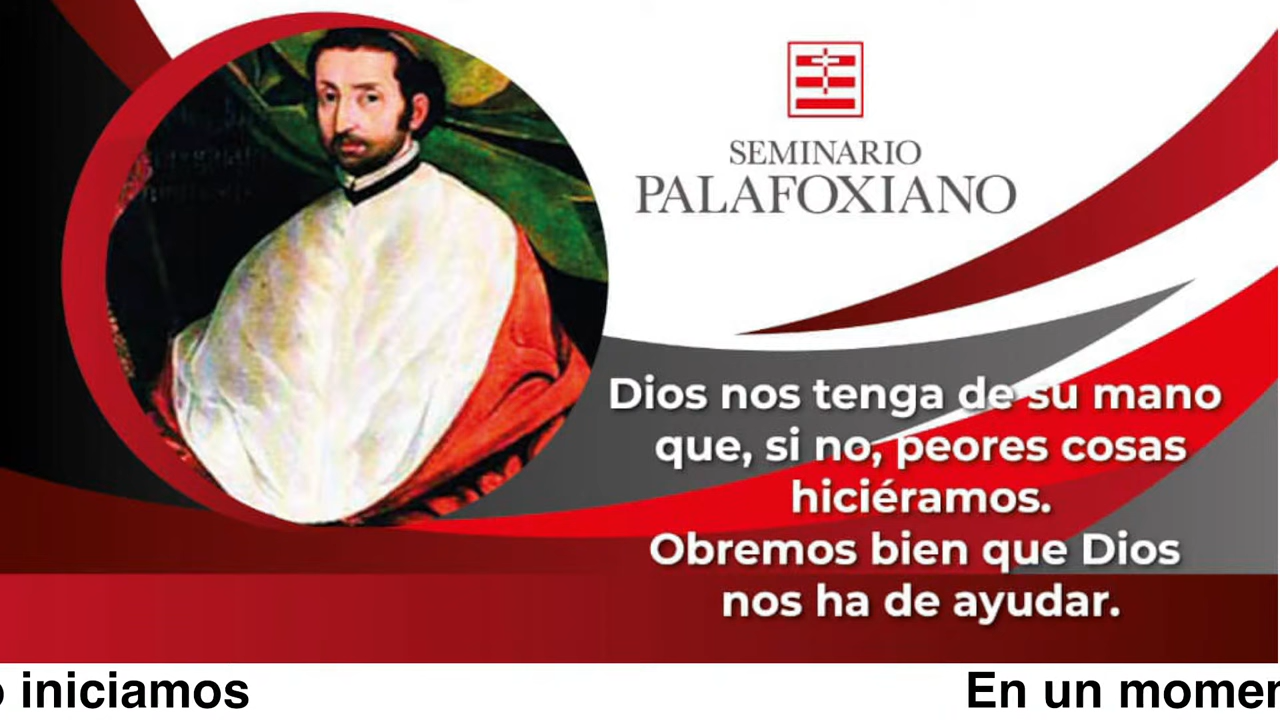 SEMINARIO
PALAFOXIANO
Dios nos tenga de su mano
que, si no, peores cosas
hiciéramos.
Obremos bien que Dios
nos ha de ayudar.
iniciamos
En un